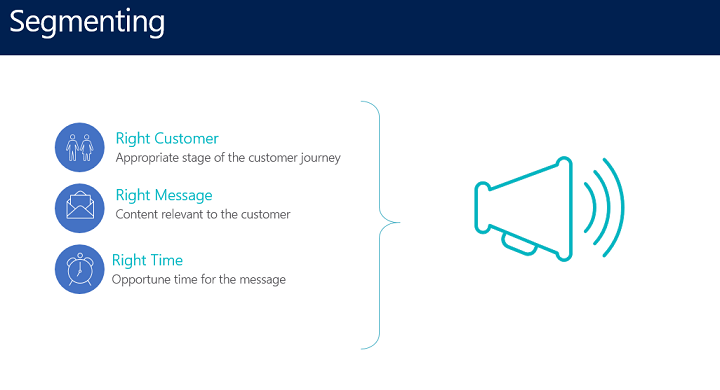 Segmenting
Right Customer
Appropriate stage of the customer journey
Right Message
Content relevant to the customer
Right Time
Opportune time for the message